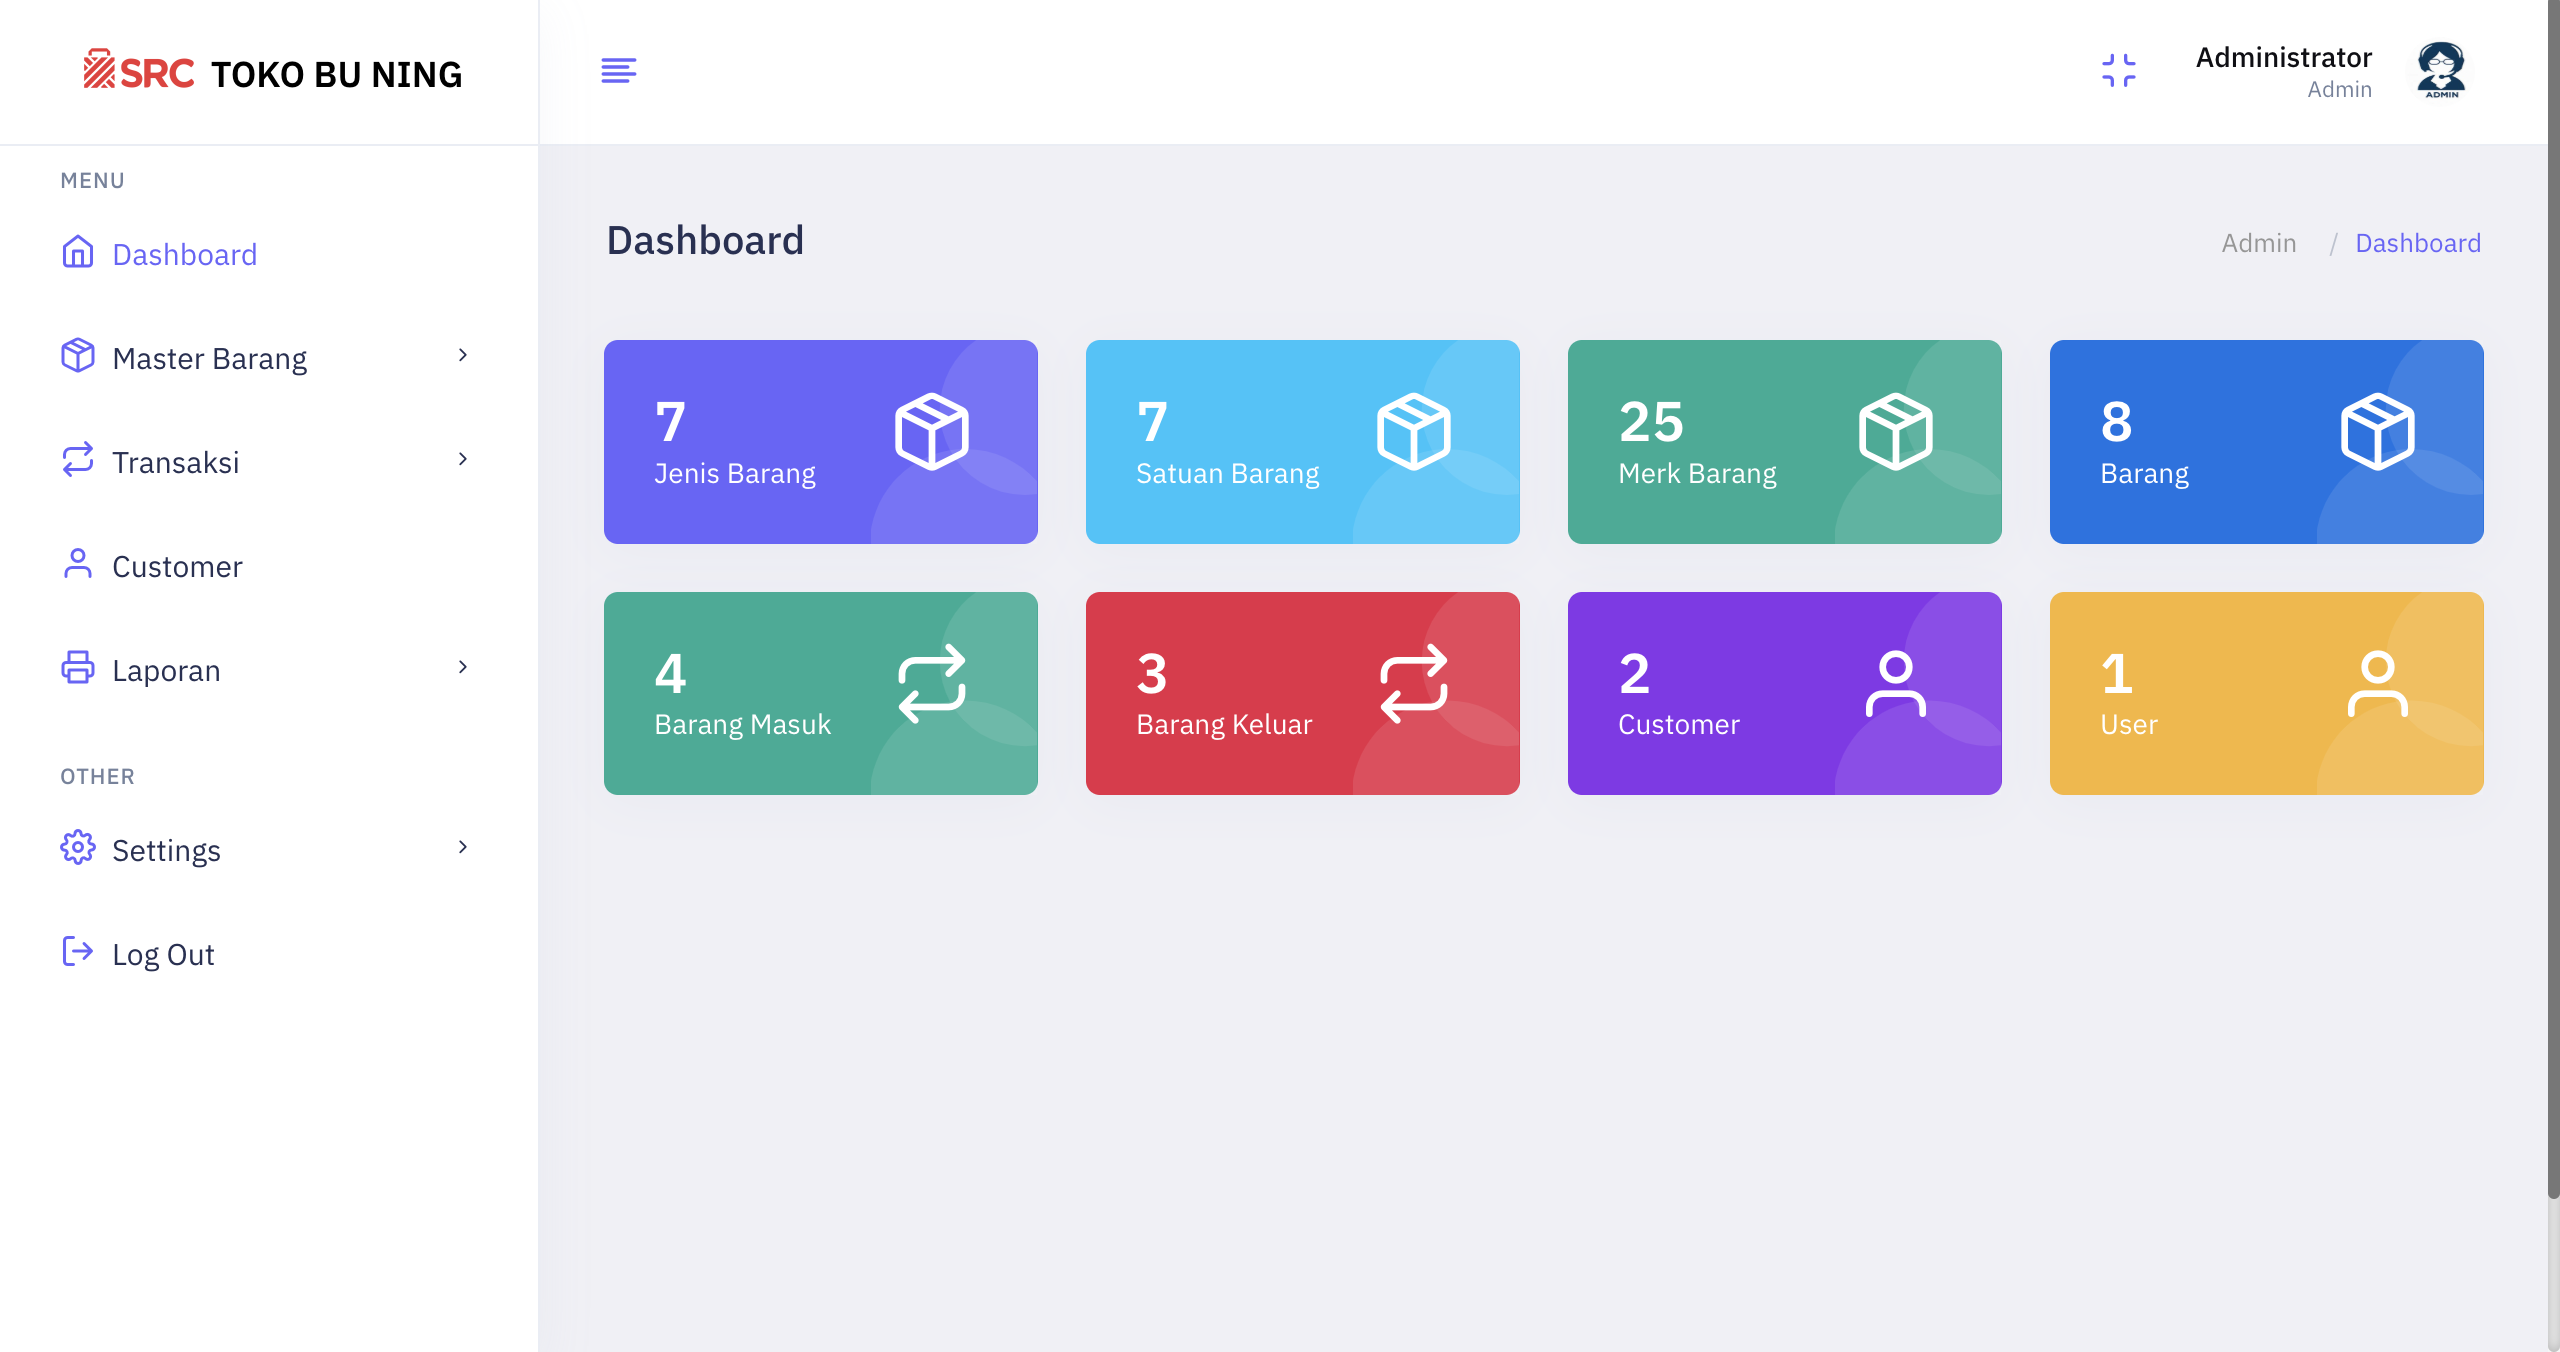 SRC TOKO BU NING
Administrator
Admin
ADMIN
MENU
Dashboard
Master Barang
Transaksi
Customer
Laporan
OTHER
Settings
Log Out
Dashboard
Admin / Dashboard
7
Jenis Barang
7
Satuan Barang
25
Merk Barang
8
Barang
4
Barang Masuk
3
Barang Keluar
2
Customer
1
User